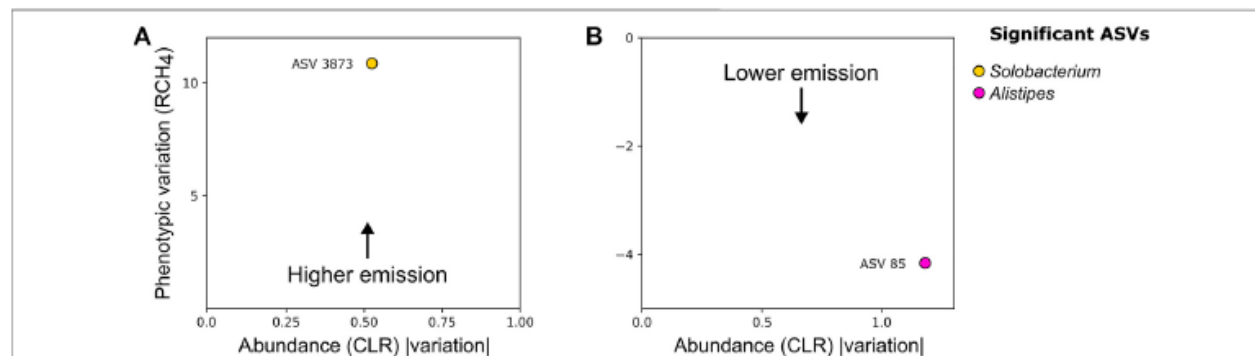 A
Phenotypic variation (RCH4)
10
5
ASV 3873
Higher emission
0.0 0.25 0.50 0.75 1.00
Abundance (CLR) |variation|
B
0
−2
−4
Lower emission
ASV 85
0.0 0.5 1.0
Abundance (CLR) |variation|
Significant ASVs
Solobacterium
Alistipes